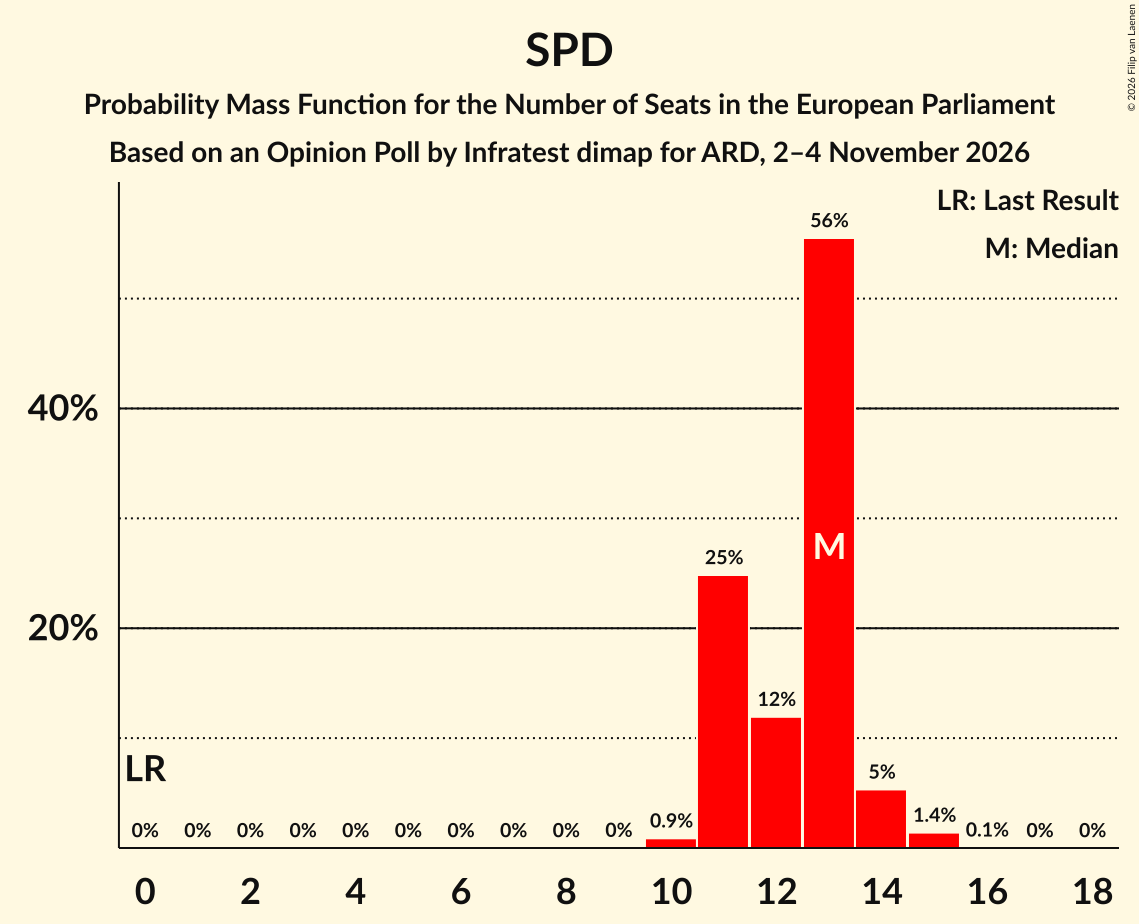 SPD
Probability Mass Function for the Number of Seats in the European Parliament
Based on an Opinion Poll by Infratest dimap for ARD, 2–4 November 2026
© 2026 Filip van Laenen
LR: Last Result
M: Median
56%
40%
M
25%
20%
12%
LR
5%
0% 0% 0% 0% 0% 0% 0% 0% 0% 0% 0.9% 1.4% 0.1% 0% 0%
0 2 4 6 8 10 12 14 16 18